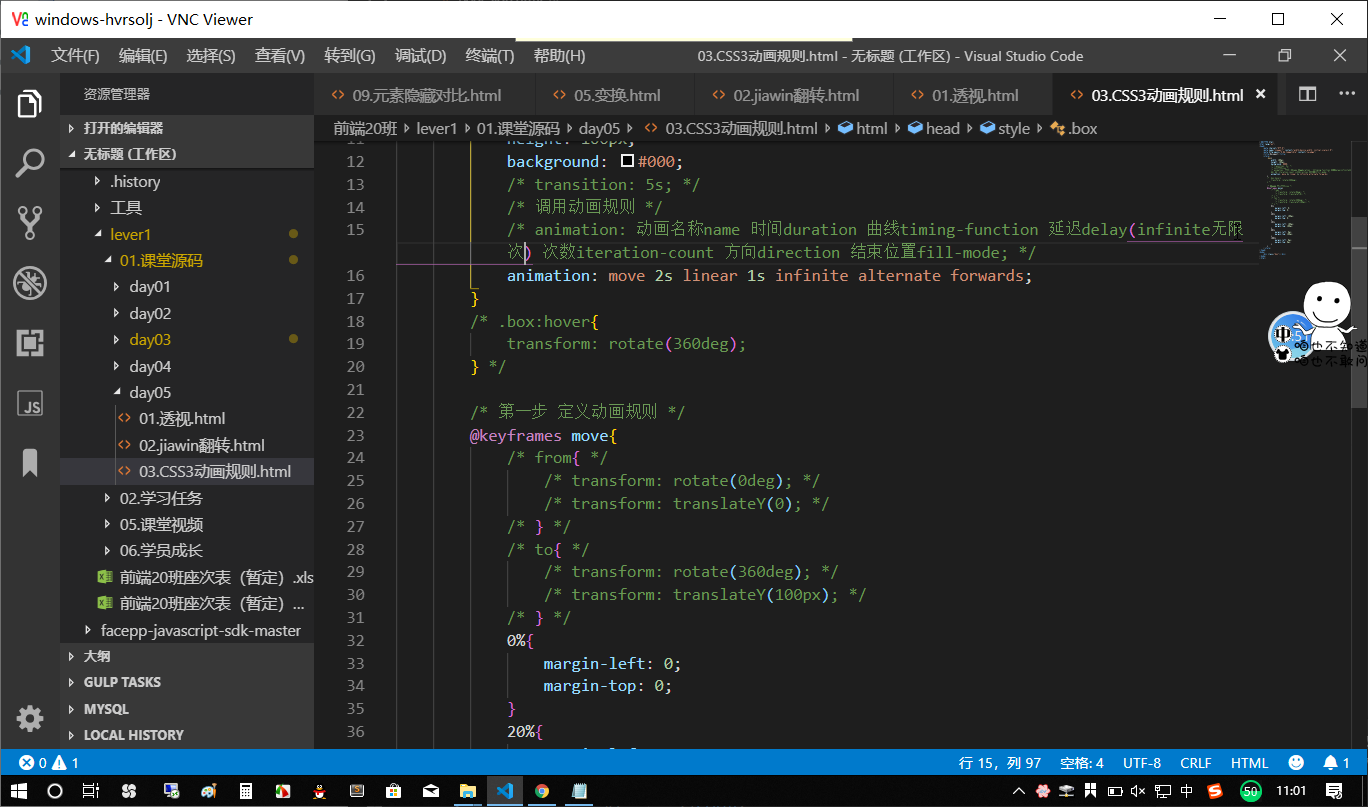 windows-hvrsolj - VNC Viewer
文件(F) 编辑(E) 选择(S) 查看(V) 转到(G) 调试(D) 终端(T) 帮助(H) 03.CSS3动画规则.html - 无标题 (工作区) - Visual Studio Code
资源管理器
09.元素隐藏对比.html 05.变换.html 02.jiawin翻转.html 01.透视.html 03.CSS3动画规则.html
前端20班 lever1 01.课堂源码 day05 03.CSS3动画规则.html html head style .box
打开的编辑器
无标题 (工作区)
.history
工具
lever1
01.课堂源码
day01
day02
day03
day04
day05
01.透视.html
02.jiawin翻转.html
03.CSS3动画规则.html
02.学习任务
05.课堂视频
06.学员成长
前端20班座次表（暂定）.xls
前端20班座次表（暂定）...
facepp-javascript-sdk-master
大纲
GULP TASKS
MYSQL
LOCAL HISTORY
11 height: 100px;
12 background: #000;
13 /* transition: 5s; */
14 /* 调用动画规则 */
15 /* animation: 动画名称name 时间duration 曲线timing-function 延迟delay(infinite无限
次) 次数iteration-count 方向direction 结束位置fill-mode; */
16 animation: move 2s linear 1s infinite alternate forwards;
17 }
18 /* .box:hover{
19 transform: rotate(360deg);
20 } */
21
22 /* 第一步 定义动画规则 */
23 @keyframes move{
24 /* from{ */
25 /* transform: rotate(0deg); */
26 /* transform: translateY(0); */
27 /* } */
28 /* to{ */
29 /* transform: rotate(360deg); */
30 /* transform: translateY(100px); */
31 /* } */
32 0%{
33 margin-left: 0;
34 margin-top: 0;
35 }
36 20%{
中
咱也不知道
咱也不敢问
0 1 行 15，列 97 空格: 4 UTF-8 CRLF HTML 1
中 50 11:01